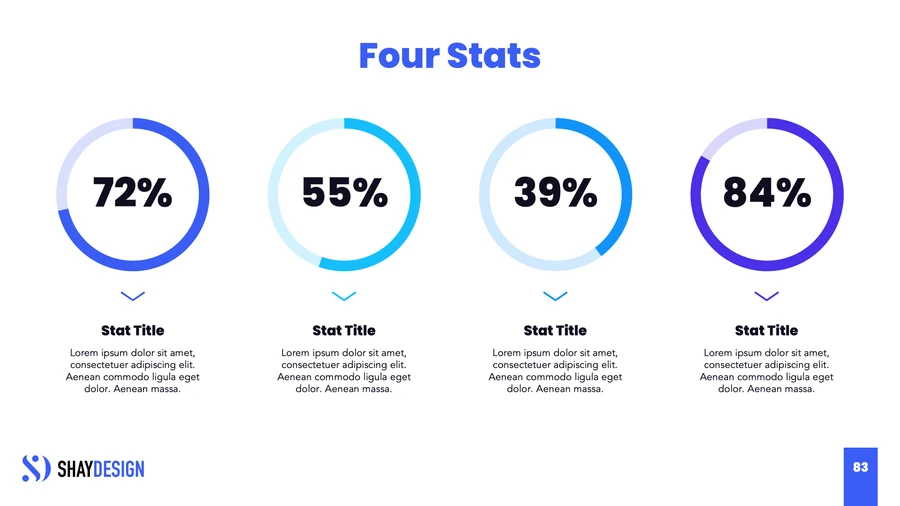 Four Stats
72%
55%
39%
84%
Stat Title
Lorem ipsum dolor sit amet,
consectetuer adipiscing elit.
Aenean commodo ligula eget
dolor. Aenean massa.
Stat Title
Lorem ipsum dolor sit amet,
consectetuer adipiscing elit.
Aenean commodo ligula eget
dolor. Aenean massa.
Stat Title
Lorem ipsum dolor sit amet,
consectetuer adipiscing elit.
Aenean commodo ligula eget
dolor. Aenean massa.
Stat Title
Lorem ipsum dolor sit amet,
consectetuer adipiscing elit.
Aenean commodo ligula eget
dolor. Aenean massa.
SHAYDESIGN
83